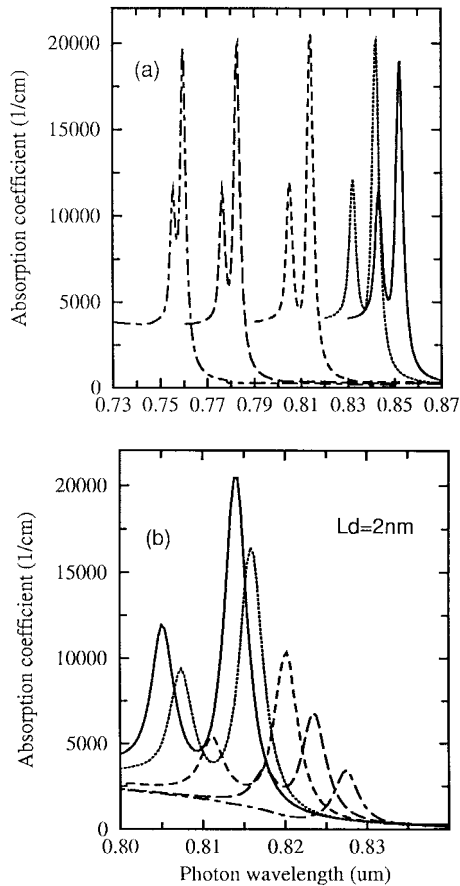 20000
15000
10000
5000
0
Absorption coefficient (1/cm)
(a)
0.73 0.75 0.77 0.79 0.81 0.83 0.85 0.87
20000
15000
10000
5000
0
Absorption coefficient (1/cm)
(b)
Ld=2nm
0.80 0.81 0.82 0.83
Photon wavelength (um)